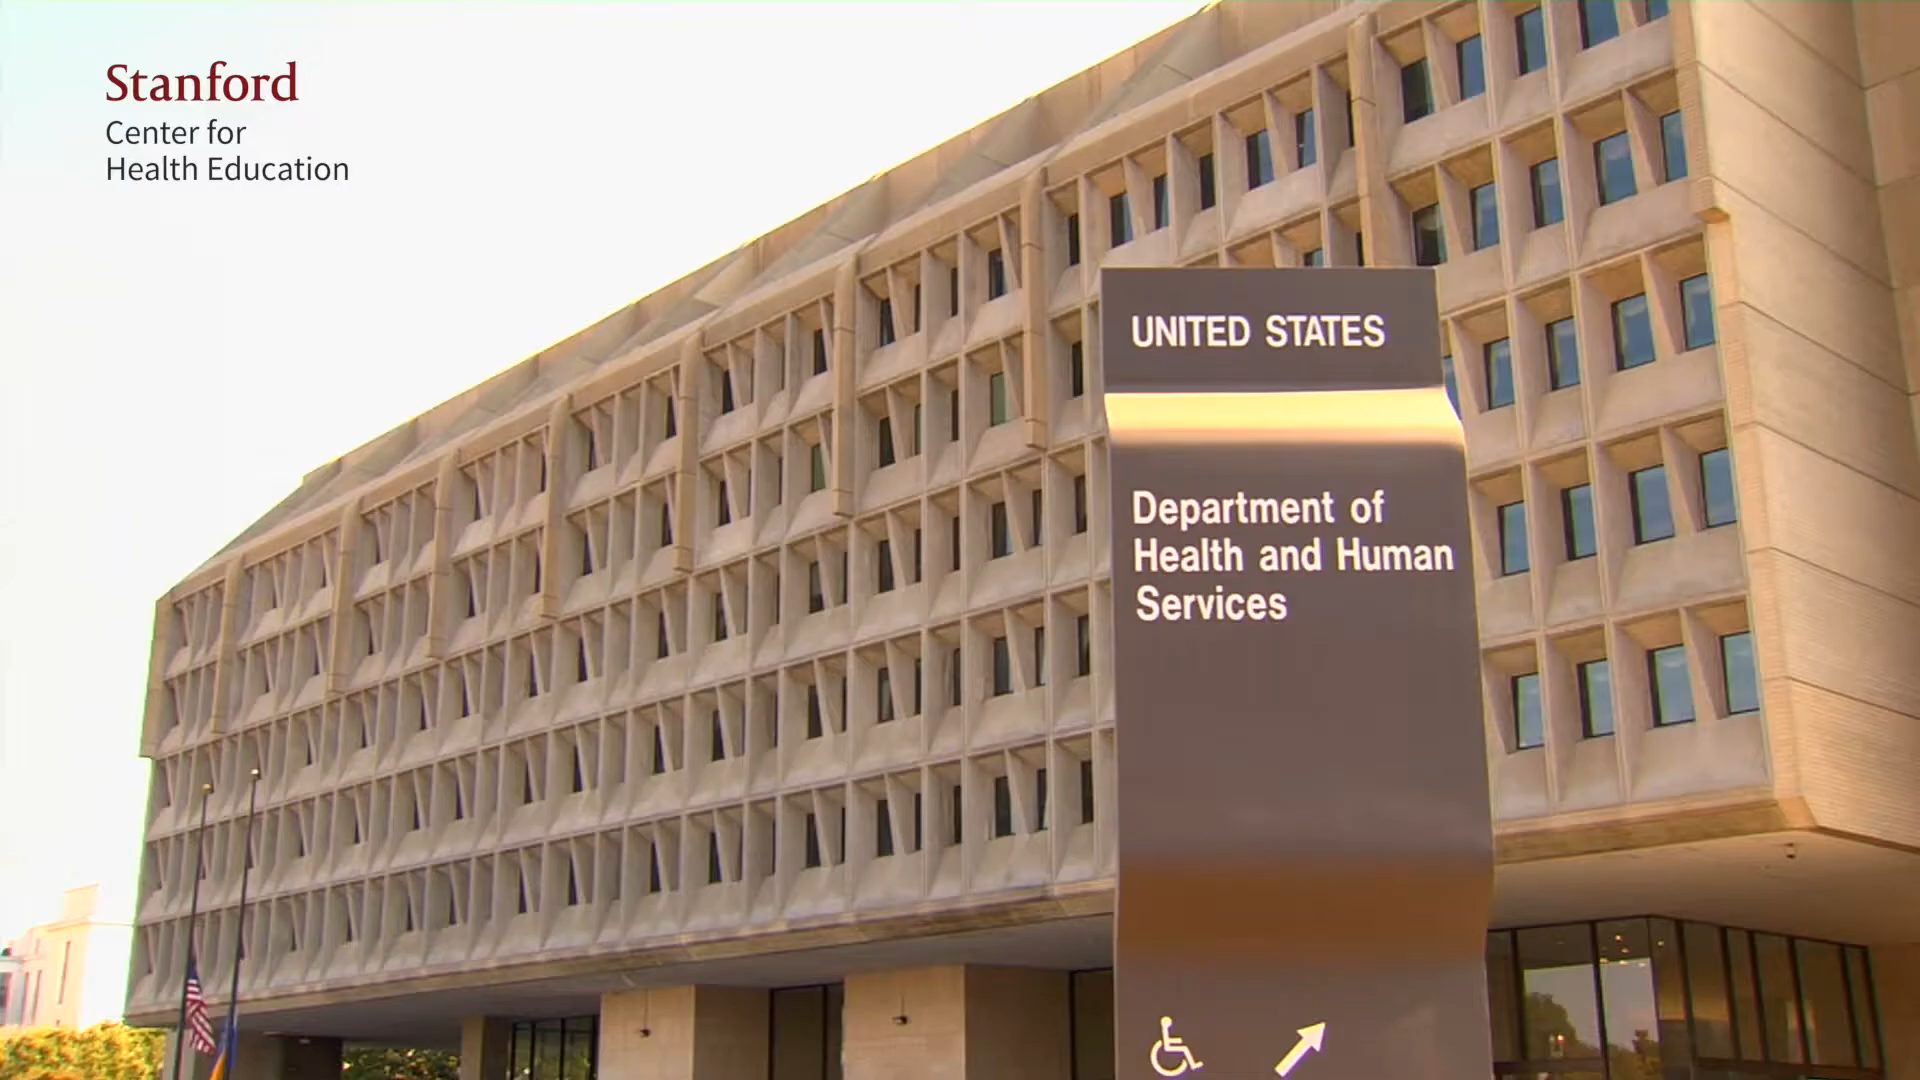 Stanford
Center for
Health Education
UNITED STATES
Department of
Health and Human
Services